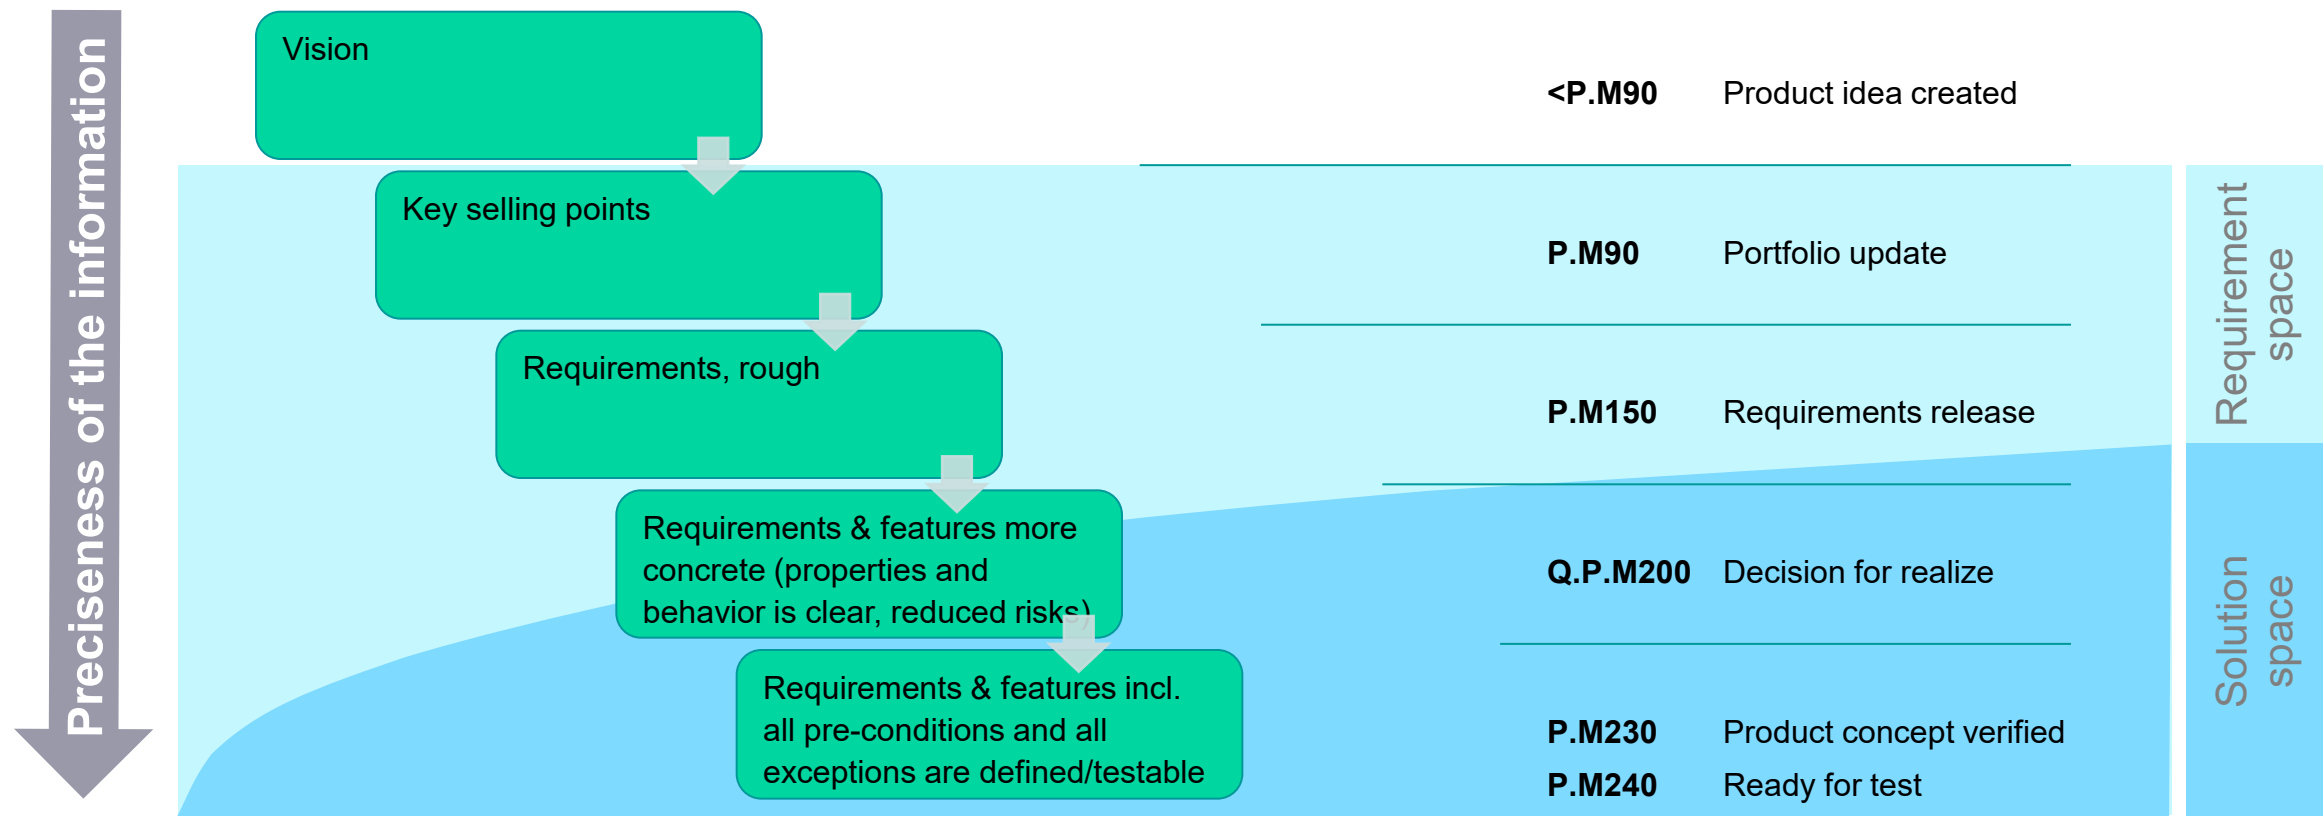 Preciseness of the information
Vision
<P.M90 Product idea created
Key selling points
P.M90 Portfolio update
Requirements, rough
P.M150 Requirements release
Requirements & features more
concrete (properties and
behavior is clear, reduced risks)
Q.P.M200 Decision for realize
Requirements & features incl.
all pre-conditions and all
exceptions are defined/testable
P.M230 Product concept verified
P.M240 Ready for test
Requirement
space
Solution
space